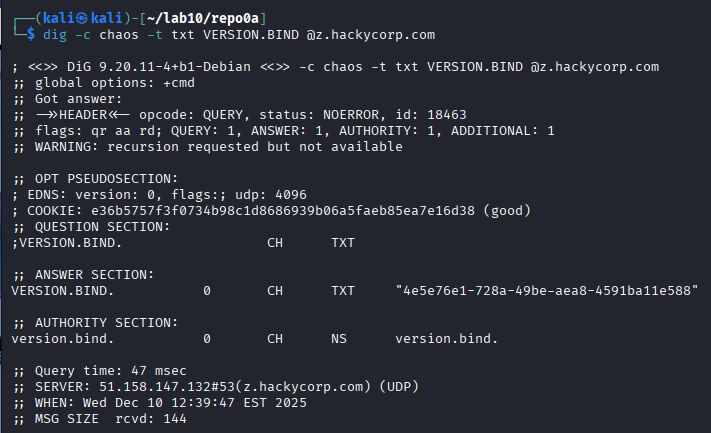 ┌──(kali㉿kali)-[~/lab10/repo0a]
└─$ dig -c chaos -t txt VERSION.BIND @z.hackycorp.com
; <<>> DiG 9.20.11-4+b1-Debian <<>> -c chaos -t txt VERSION.BIND @z.hackycorp.com
;; global options: +cmd
;; Got answer:
;; ->>HEADER<<- opcode: QUERY, status: NOERROR, id: 18463
;; flags: qr aa rd; QUERY: 1, ANSWER: 1, AUTHORITY: 1, ADDITIONAL: 1
;; WARNING: recursion requested but not available
;; OPT PSEUDOSECTION:
; EDNS: version: 0, flags:; udp: 4096
; COOKIE: e36b5757f3f0734b98c1d8686939b06a5faeb85ea7e16d38 (good)
;; QUESTION SECTION:
;VERSION.BIND. CH TXT
;; ANSWER SECTION:
VERSION.BIND. 0 CH TXT "4e5e76e1-728a-49be-aea8-4591ba11e588"
;; AUTHORITY SECTION:
version.bind. 0 CH NS version.bind.
;; Query time: 47 msec
;; SERVER: 51.158.147.132#53(z.hackycorp.com) (UDP)
;; WHEN: Wed Dec 10 12:39:47 EST 2025
;; MSG SIZE rcvd: 144